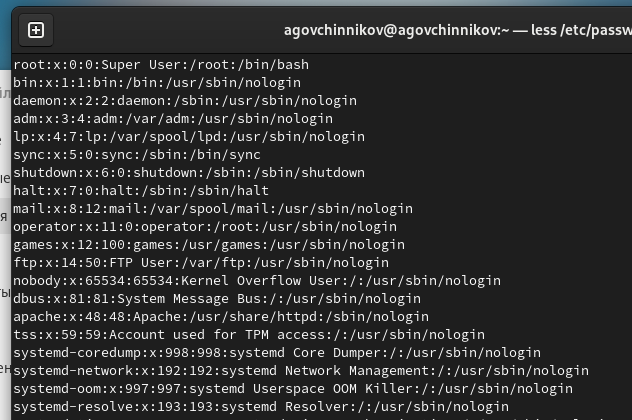 agovchinnikov@agovchinnikov:~ — less /etc/passw
root:x:0:0:Super User:/root:/bin/bash
bin:x:1:1:bin:/bin:/usr/sbin/nologin
daemon:x:2:2:daemon:/sbin:/usr/sbin/nologin
adm:x:3:4:adm:/var/adm:/usr/sbin/nologin
lp:x:4:7:lp:/var/spool/lpd:/usr/sbin/nologin
sync:x:5:0:sync:/sbin:/bin/sync
shutdown:x:6:0:shutdown:/sbin:/sbin/shutdown
halt:x:7:0:halt:/sbin:/sbin/halt
mail:x:8:12:mail:/var/spool/mail:/usr/sbin/nologin
operator:x:11:0:operator:/root:/usr/sbin/nologin
games:x:12:100:games:/usr/games:/usr/sbin/nologin
ftp:x:14:50:FTP User:/var/ftp:/usr/sbin/nologin
nobody:x:65534:65534:Kernel Overflow User:/:/usr/sbin/nologin
dbus:x:81:81:System Message Bus:/:/usr/sbin/nologin
apache:x:48:48:Apache:/usr/share/httpd:/sbin/nologin
tss:x:59:59:Account used for TPM access:/:/usr/sbin/nologin
systemd-coredump:x:998:998:systemd Core Dumper:/:/usr/sbin/nologin
systemd-network:x:192:192:systemd Network Management:/:/usr/sbin/nologin
systemd-oom:x:997:997:systemd Userspace OOM Killer:/:/usr/sbin/nologin
systemd-resolve:x:193:193:systemd Resolver:/:/usr/sbin/nologin